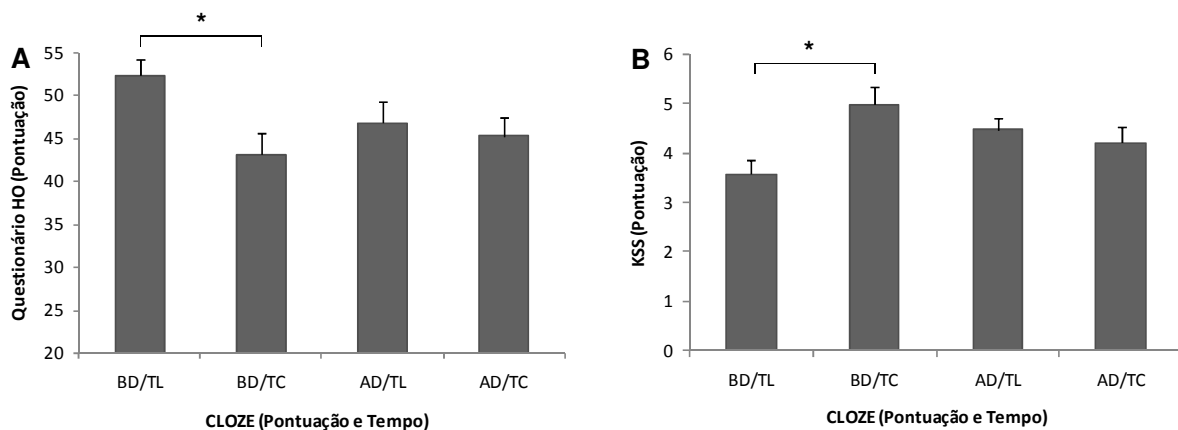 A
*
Questionário HO (Pontuação)
55
50
45
40
35
30
25
20
BD/TL BD/TC AD/TL AD/TC
CLOZE (Pontuação e Tempo)
B
*
KSS (Pontuação)
6
5
4
3
2
1
0
BD/TL BD/TC AD/TL AD/TC
CLOZE (Pontuação e Tempo)